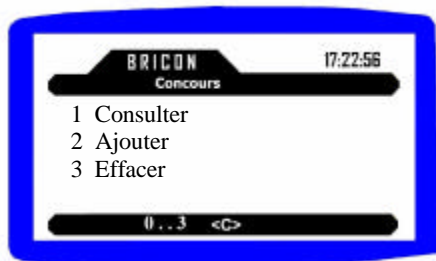 BRICON 17:22:56
Concours
1 Consulter
2 Ajouter
3 Effacer
0..3 <C>